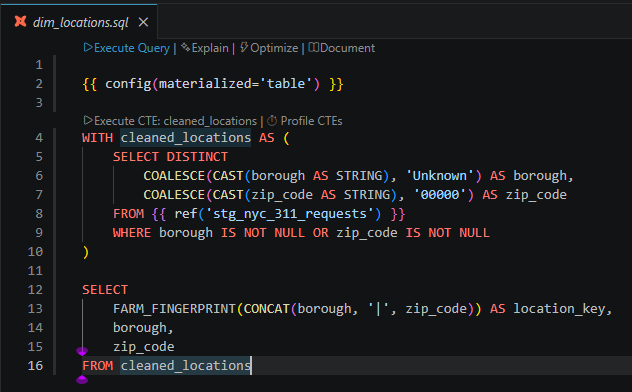 dim_locations.sql
Execute Query | Explain | Optimize | Document
1
2 {{ config(materialized='table') }}
3
Execute CTE: cleaned_locations | Profile CTEs
4 WITH cleaned_locations AS (
5 SELECT DISTINCT
6 COALESCE(CAST(borough AS STRING), 'Unknown') AS borough,
7 COALESCE(CAST(zip_code AS STRING), '00000') AS zip_code
8 FROM {{ ref('stg_nyc_311_requests') }}
9 WHERE borough IS NOT NULL OR zip_code IS NOT NULL
10 )
11
12 SELECT
13 FARM_FINGERPRINT(CONCAT(borough, '|', zip_code)) AS location_key,
14 borough,
15 zip_code
16 FROM cleaned_locations